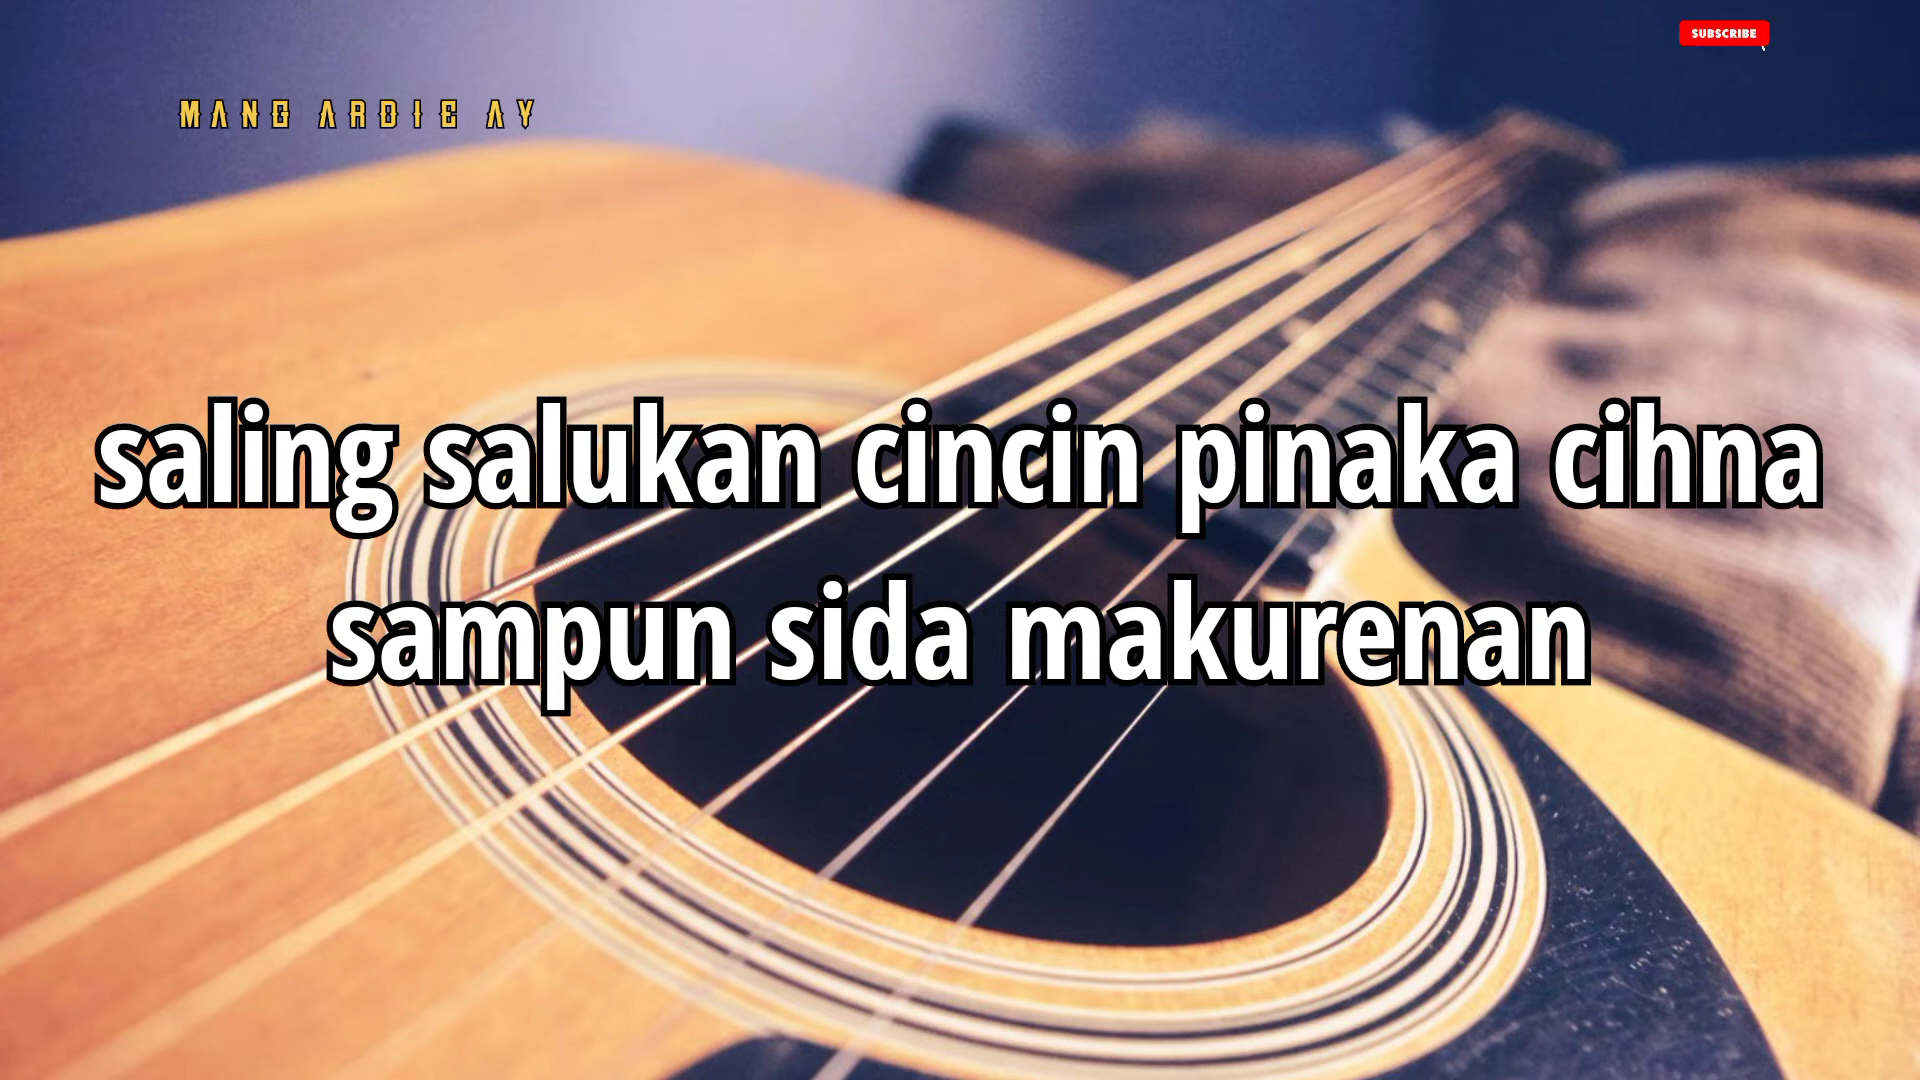 SUBSCRIBE
MANG ARDIE AY
saling salukan cincin pinaka cihna
sampun sida makurenan